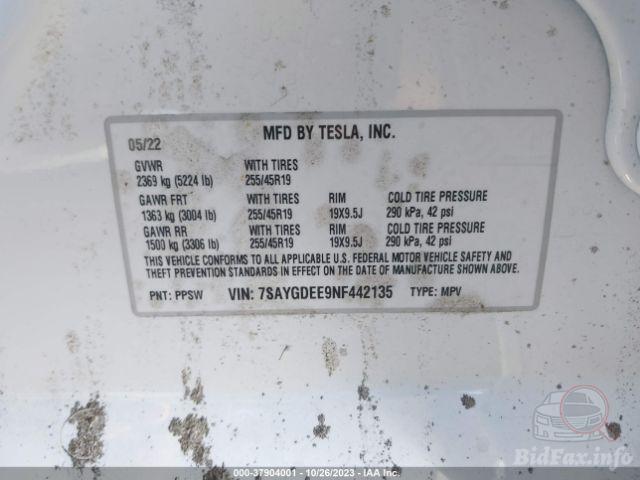 MFD BY TESLA, INC.
05/22
GVWR WITH TIRES
2369 kg (5224 lb) 255/45R19
GAWR FRT WITH TIRES RIM COLD TIRE PRESSURE
1363 kg (3004 lb) 255/45R19 19X9.5J 290 kPa, 42 psi
GAWR RR WITH TIRES RIM COLD TIRE PRESSURE
1500 kg (3306 lb) 255/45R19 19X9.5J 290 kPa, 42 psi
THIS VEHICLE CONFORMS TO ALL APPLICABLE U.S. FEDERAL MOTOR VEHICLE SAFETY AND
THEFT PREVENTION STANDARDS IN EFFECT ON THE DATE OF MANUFACTURE SHOWN ABOVE.
PNT: PPSW VIN: 7SAYGDEE9NF442135 TYPE: MPV
BidFax.info
000-37904001 - 10/26/2023 - IAA Inc.